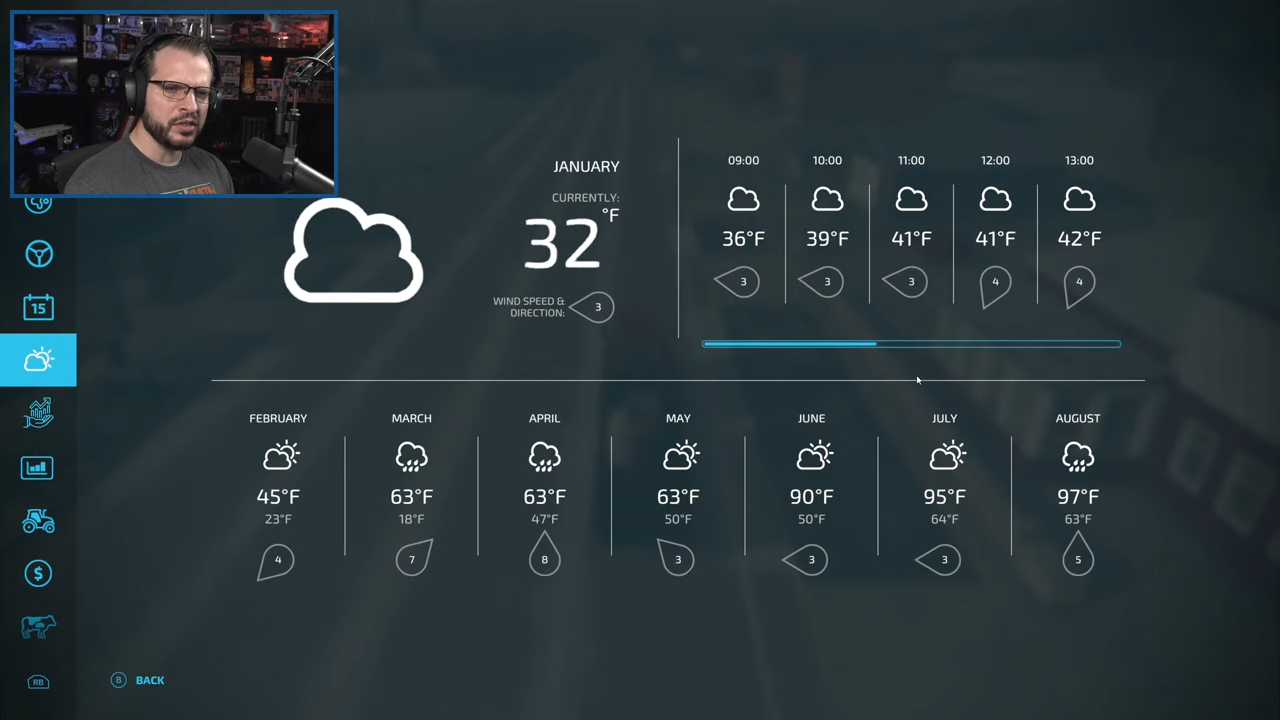 JANUARY
CURRENTLY:
32 °F
WIND SPEED &
DIRECTION:
3
09:00 10:00 11:00 12:00 13:00
36°F 39°F 41°F 41°F 42°F
3 3 3 4 4
15
FEBRUARY MARCH APRIL MAY JUNE JULY AUGUST
45°F 63°F 63°F 63°F 90°F 95°F 97°F
23°F 18°F 47°F 50°F 50°F 64°F 63°F
4 7 8 3 3 3 5
$
RB
B BACK